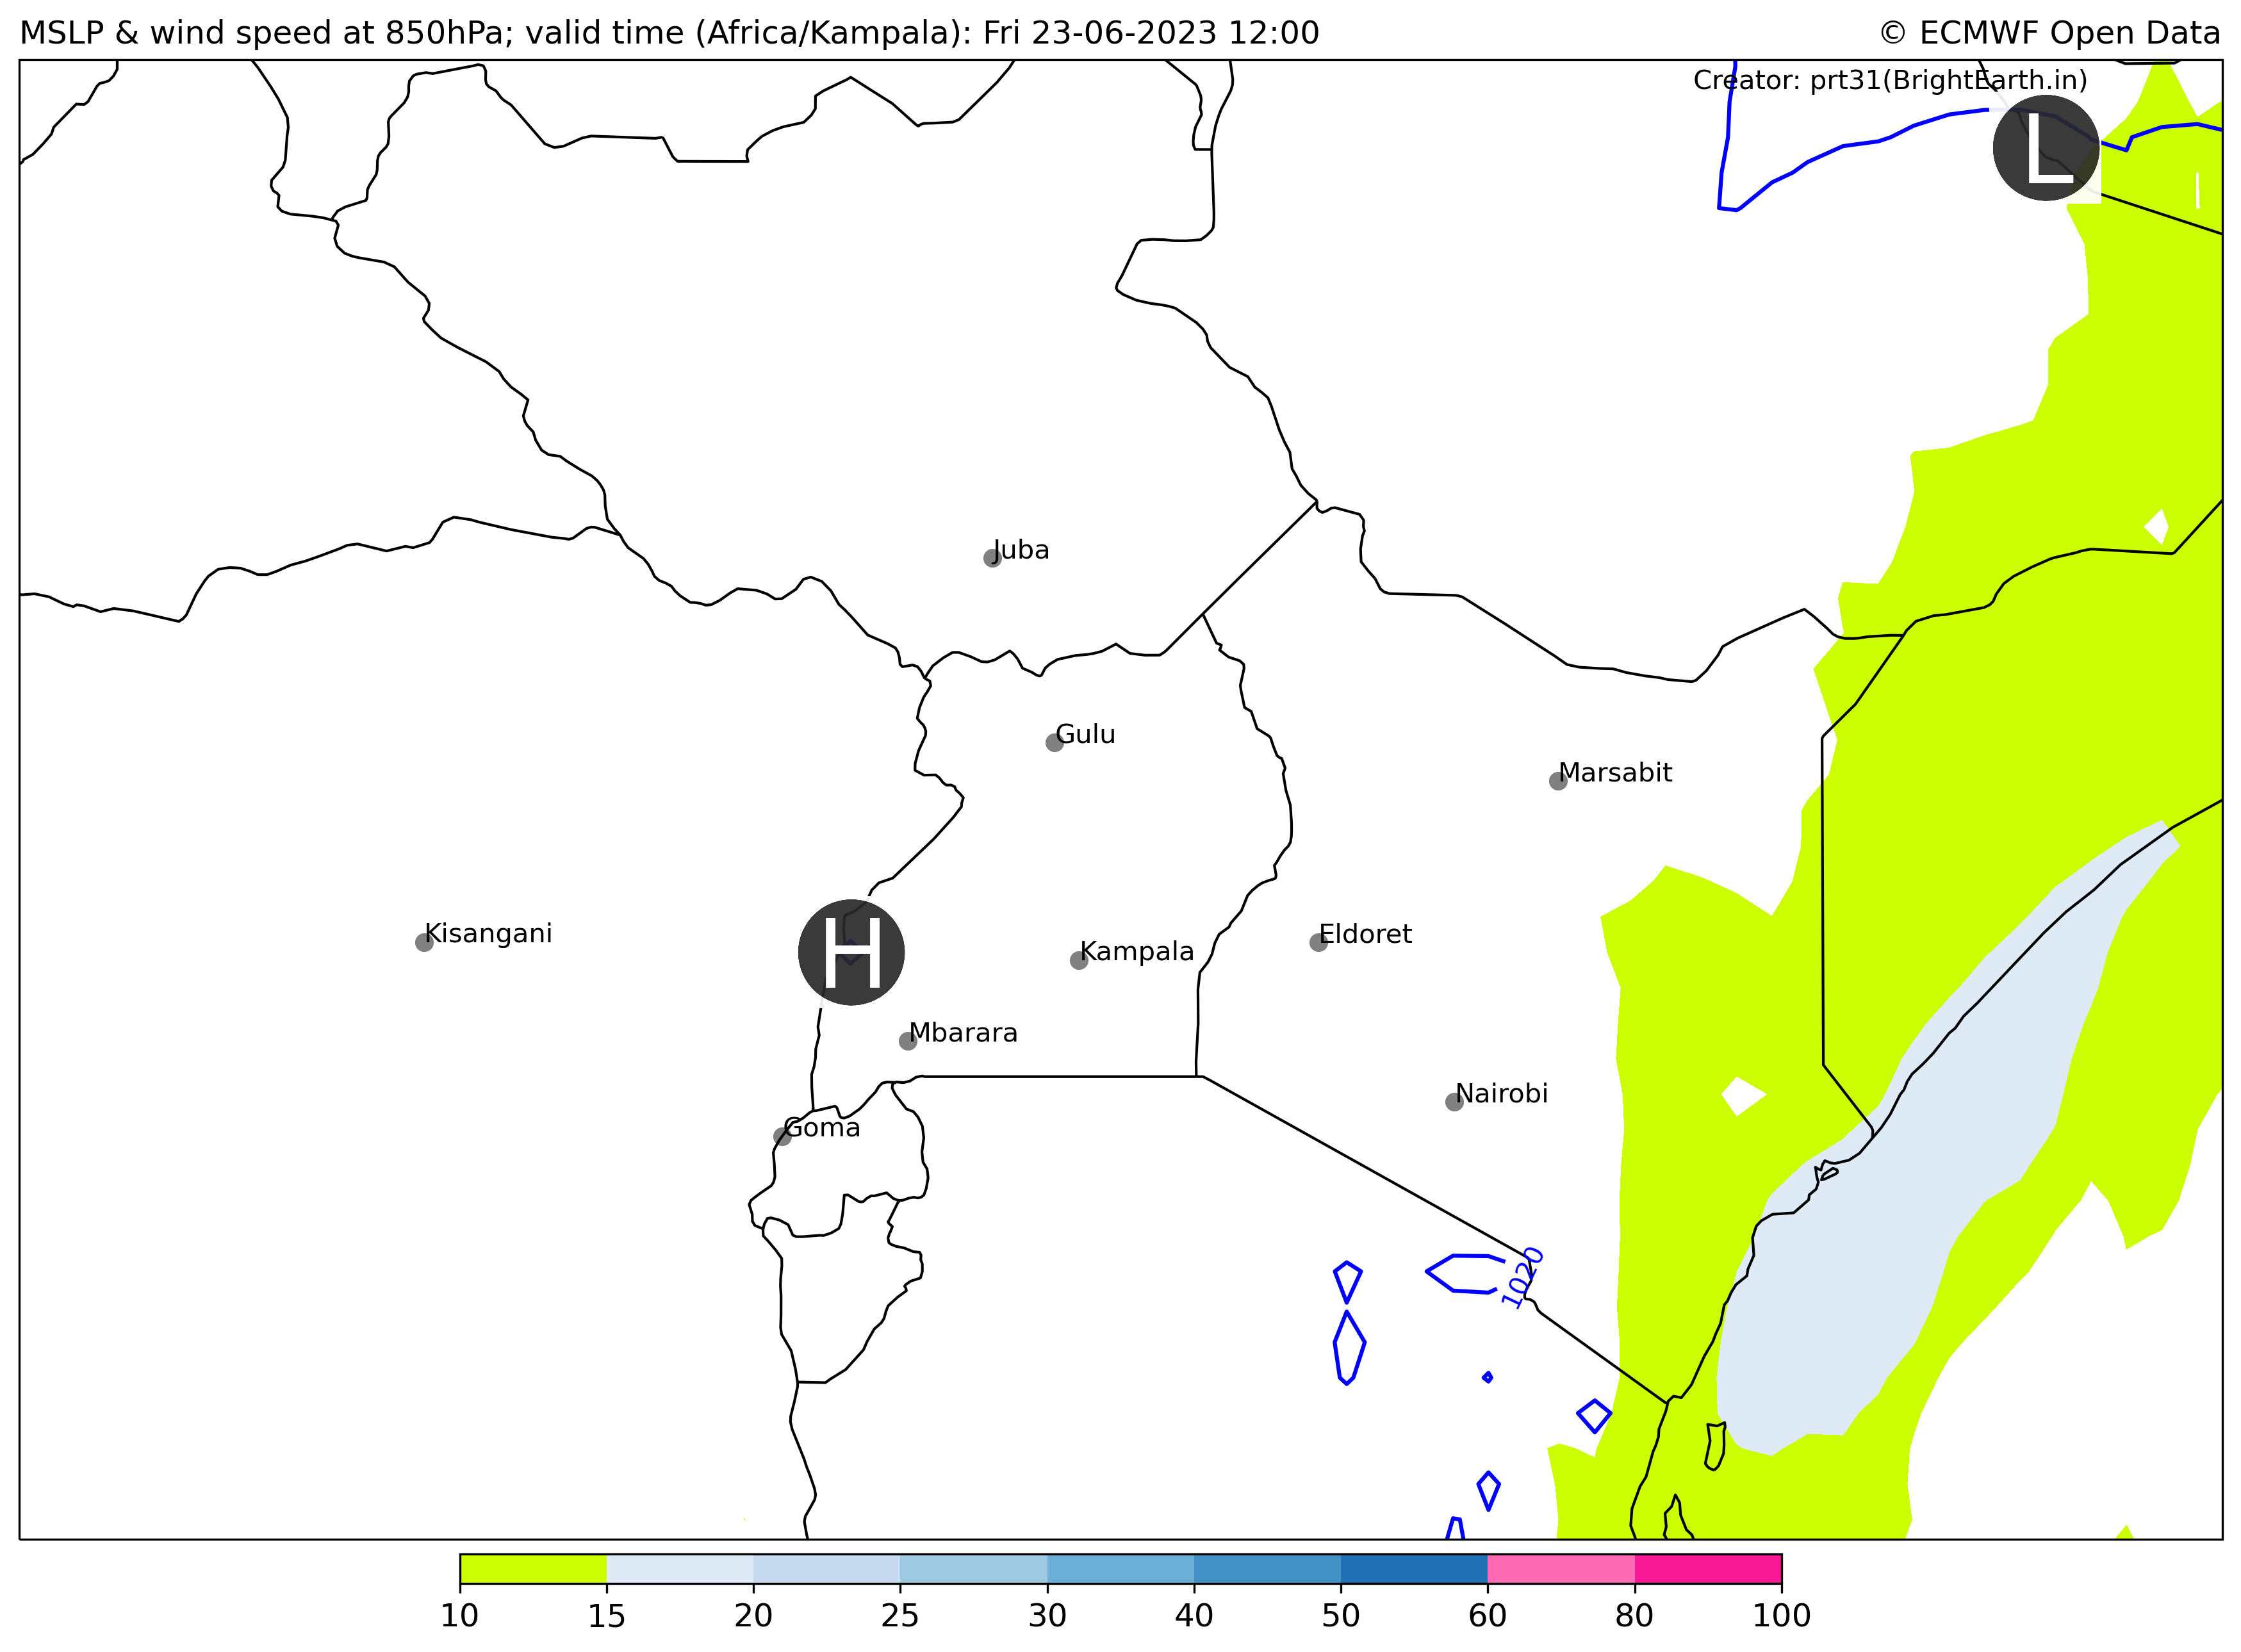 MSLP & wind speed at 850hPa; valid time (Africa/Kampala): Fri 23-06-2023 12:00
© ECMWF Open Data
Creator: prt31(BrightEarth.in)
L
Juba
Gulu
Marsabit
Kisangani
H
Kampala
Eldoret
Mbarara
Nairobi
Goma
1020
10 15 20 25 30 40 50 60 80 100